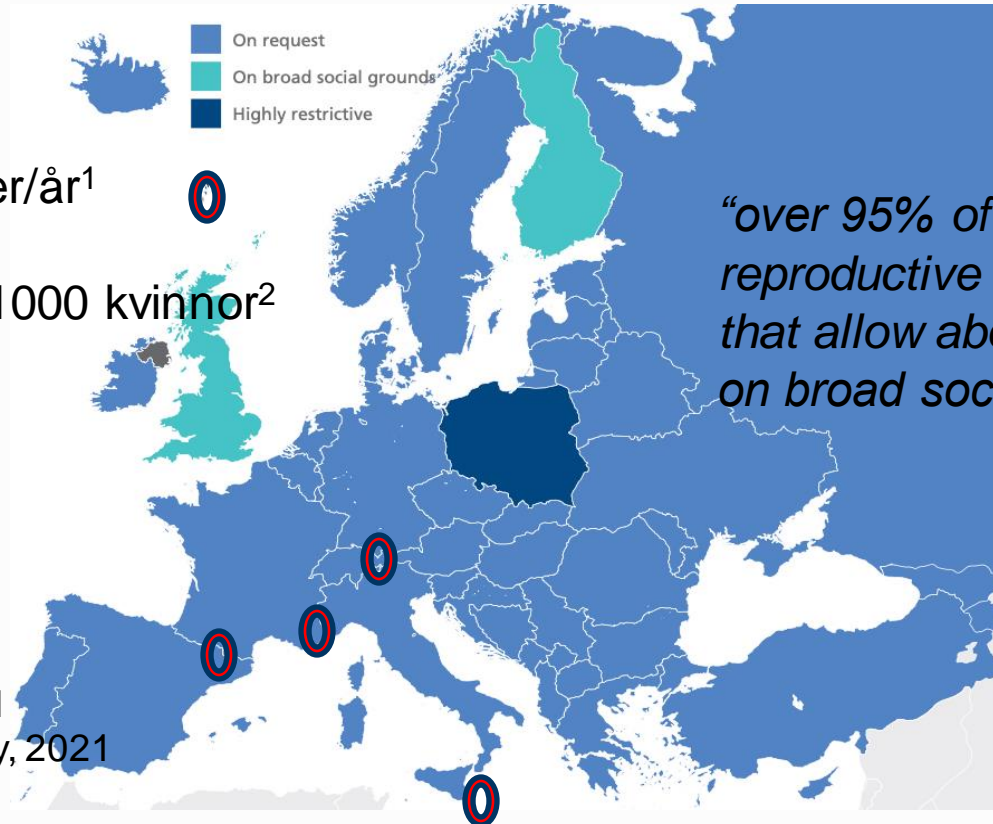 On request
On broad social grounds
Highly restrictive
er/år¹
1000 kvinnor²
“over 95% of
reproductive
that allow abo
on broad soc
y, 2021